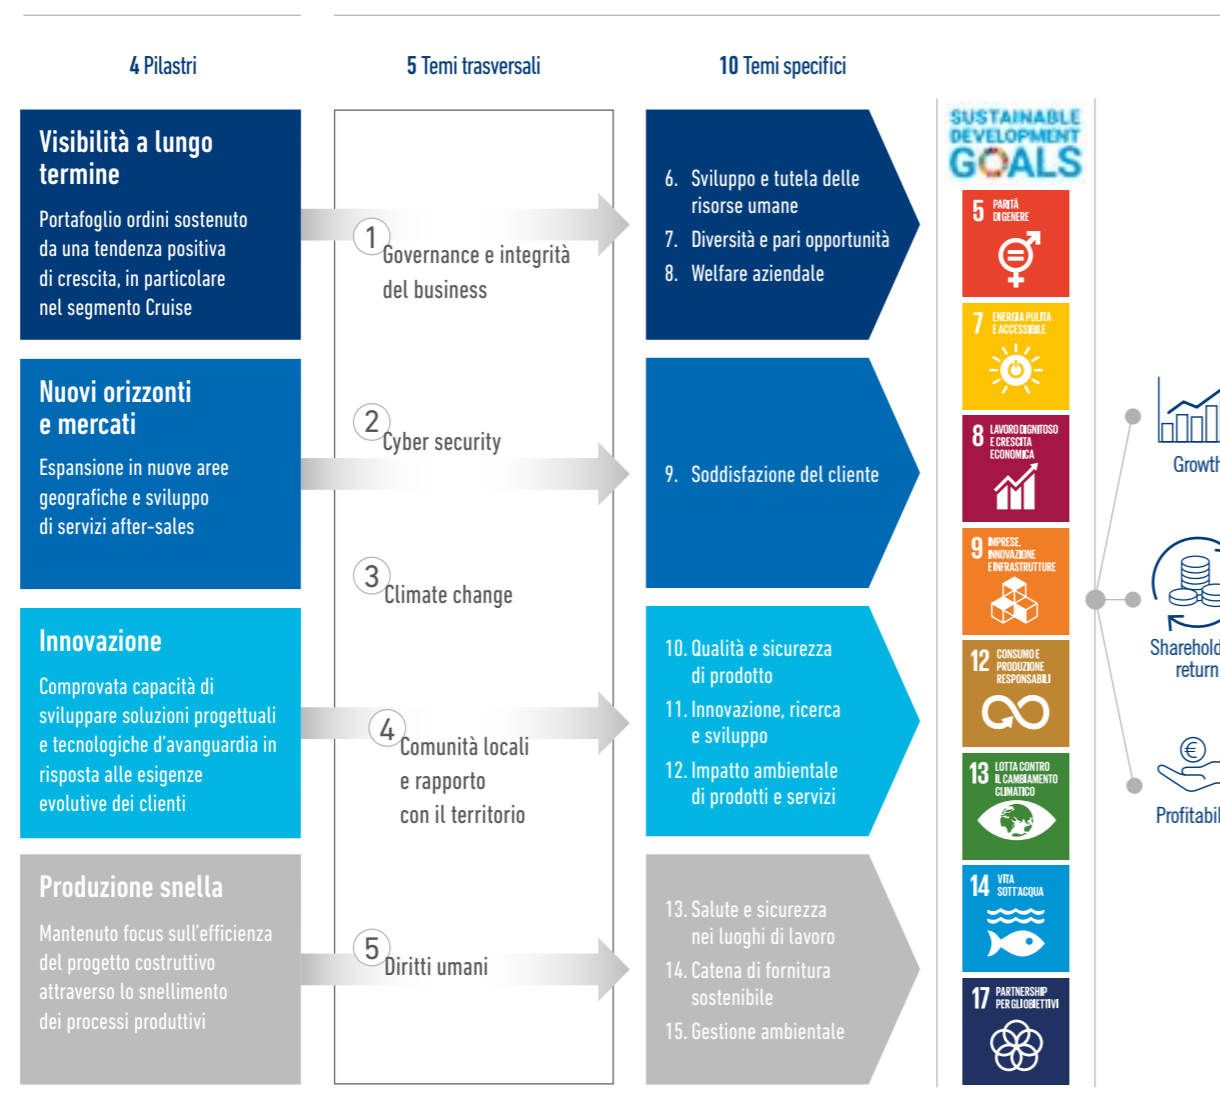 4 Pilastri
5 Temi trasversali
10 Temi specifici
Visibilità a lungo
termine
Portafoglio ordini sostenuto
da una tendenza positiva
di crescita, in particolare
nel segmento Cruise
Nuovi orizzonti
e mercati
Espansione in nuove aree
geografiche e sviluppo
di servizi after-sales
Innovazione
Comprovata capacità di
sviluppare soluzioni progettuali
e tecnologiche d'avanguardia in
risposta alle esigenze
evolutive dei clienti
Produzione snella
Mantenuto focus sull'efficienza
del progetto costruttivo
attraverso lo snellimento
dei processi produttivi
1
Governance e integrità
del business
2
Cyber security
3
Climate change
4
Comunità locali
e rapporto
con il territorio
5
Diritti umani
6. Sviluppo e tutela delle
risorse umane
7. Diversità e pari opportunità
8. Welfare aziendale
9. Soddisfazione del cliente
10. Qualità e sicurezza
di prodotto
11. Innovazione, ricerca
e sviluppo
12. Impatto ambientale
di prodotti e servizi
13. Salute e sicurezza
nei luoghi di lavoro
14. Catena di fornitura
sostenibile
15. Gestione ambientale
SUSTAINABLE
DEVELOPMENT
GOALS
5 PARITÀ
DI GENERE
7 ENERGIA PULITA
E ACCESSIBILE
8 LAVORO DIGNITOSO
E CRESCITA
ECONOMICA
9 IMPRESE,
INNOVAZIONE
E INFRASTRUTTURE
12 CONSUMO E
PRODUZIONE
RESPONSABILI
13 LOTTA CONTRO
IL CAMBIAMENTO
CLIMATICO
14 VITA
SOTT'ACQUA
17 PARTNERSHIP
PER GLI OBIETTIVI
Growth
Sharehold
return
€
Profitabil